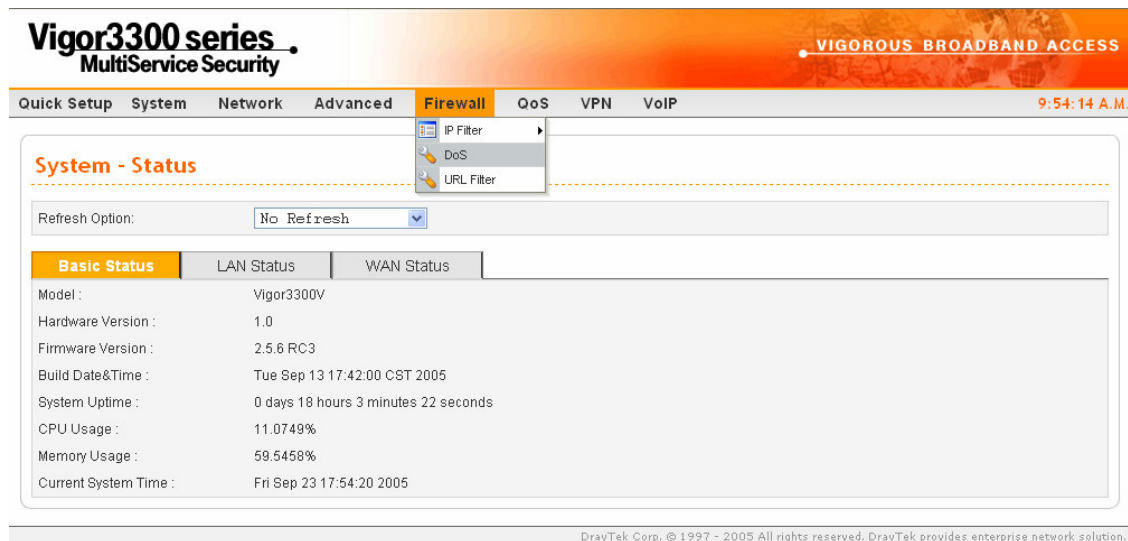 Vigor3300 series
MultiService Security
VIGOROUS BROADBAND ACCESS
Quick Setup System Network Advanced Firewall QoS VPN VoIP 9:54:14 A.M.
IP Filter
DoS
URL Filter
System - Status
Refresh Option: No Refresh
Basic Status LAN Status WAN Status
Model : Vigor3300V
Hardware Version : 1.0
Firmware Version : 2.5.6 RC3
Build Date&Time : Tue Sep 13 17:42:00 CST 2005
System Uptime : 0 days 18 hours 3 minutes 22 seconds
CPU Usage : 11.0749%
Memory Usage : 59.5458%
Current System Time : Fri Sep 23 17:54:20 2005
DrayTek Corp. © 1997 - 2005 All rights reserved. DrayTek provides enterprise network solution.